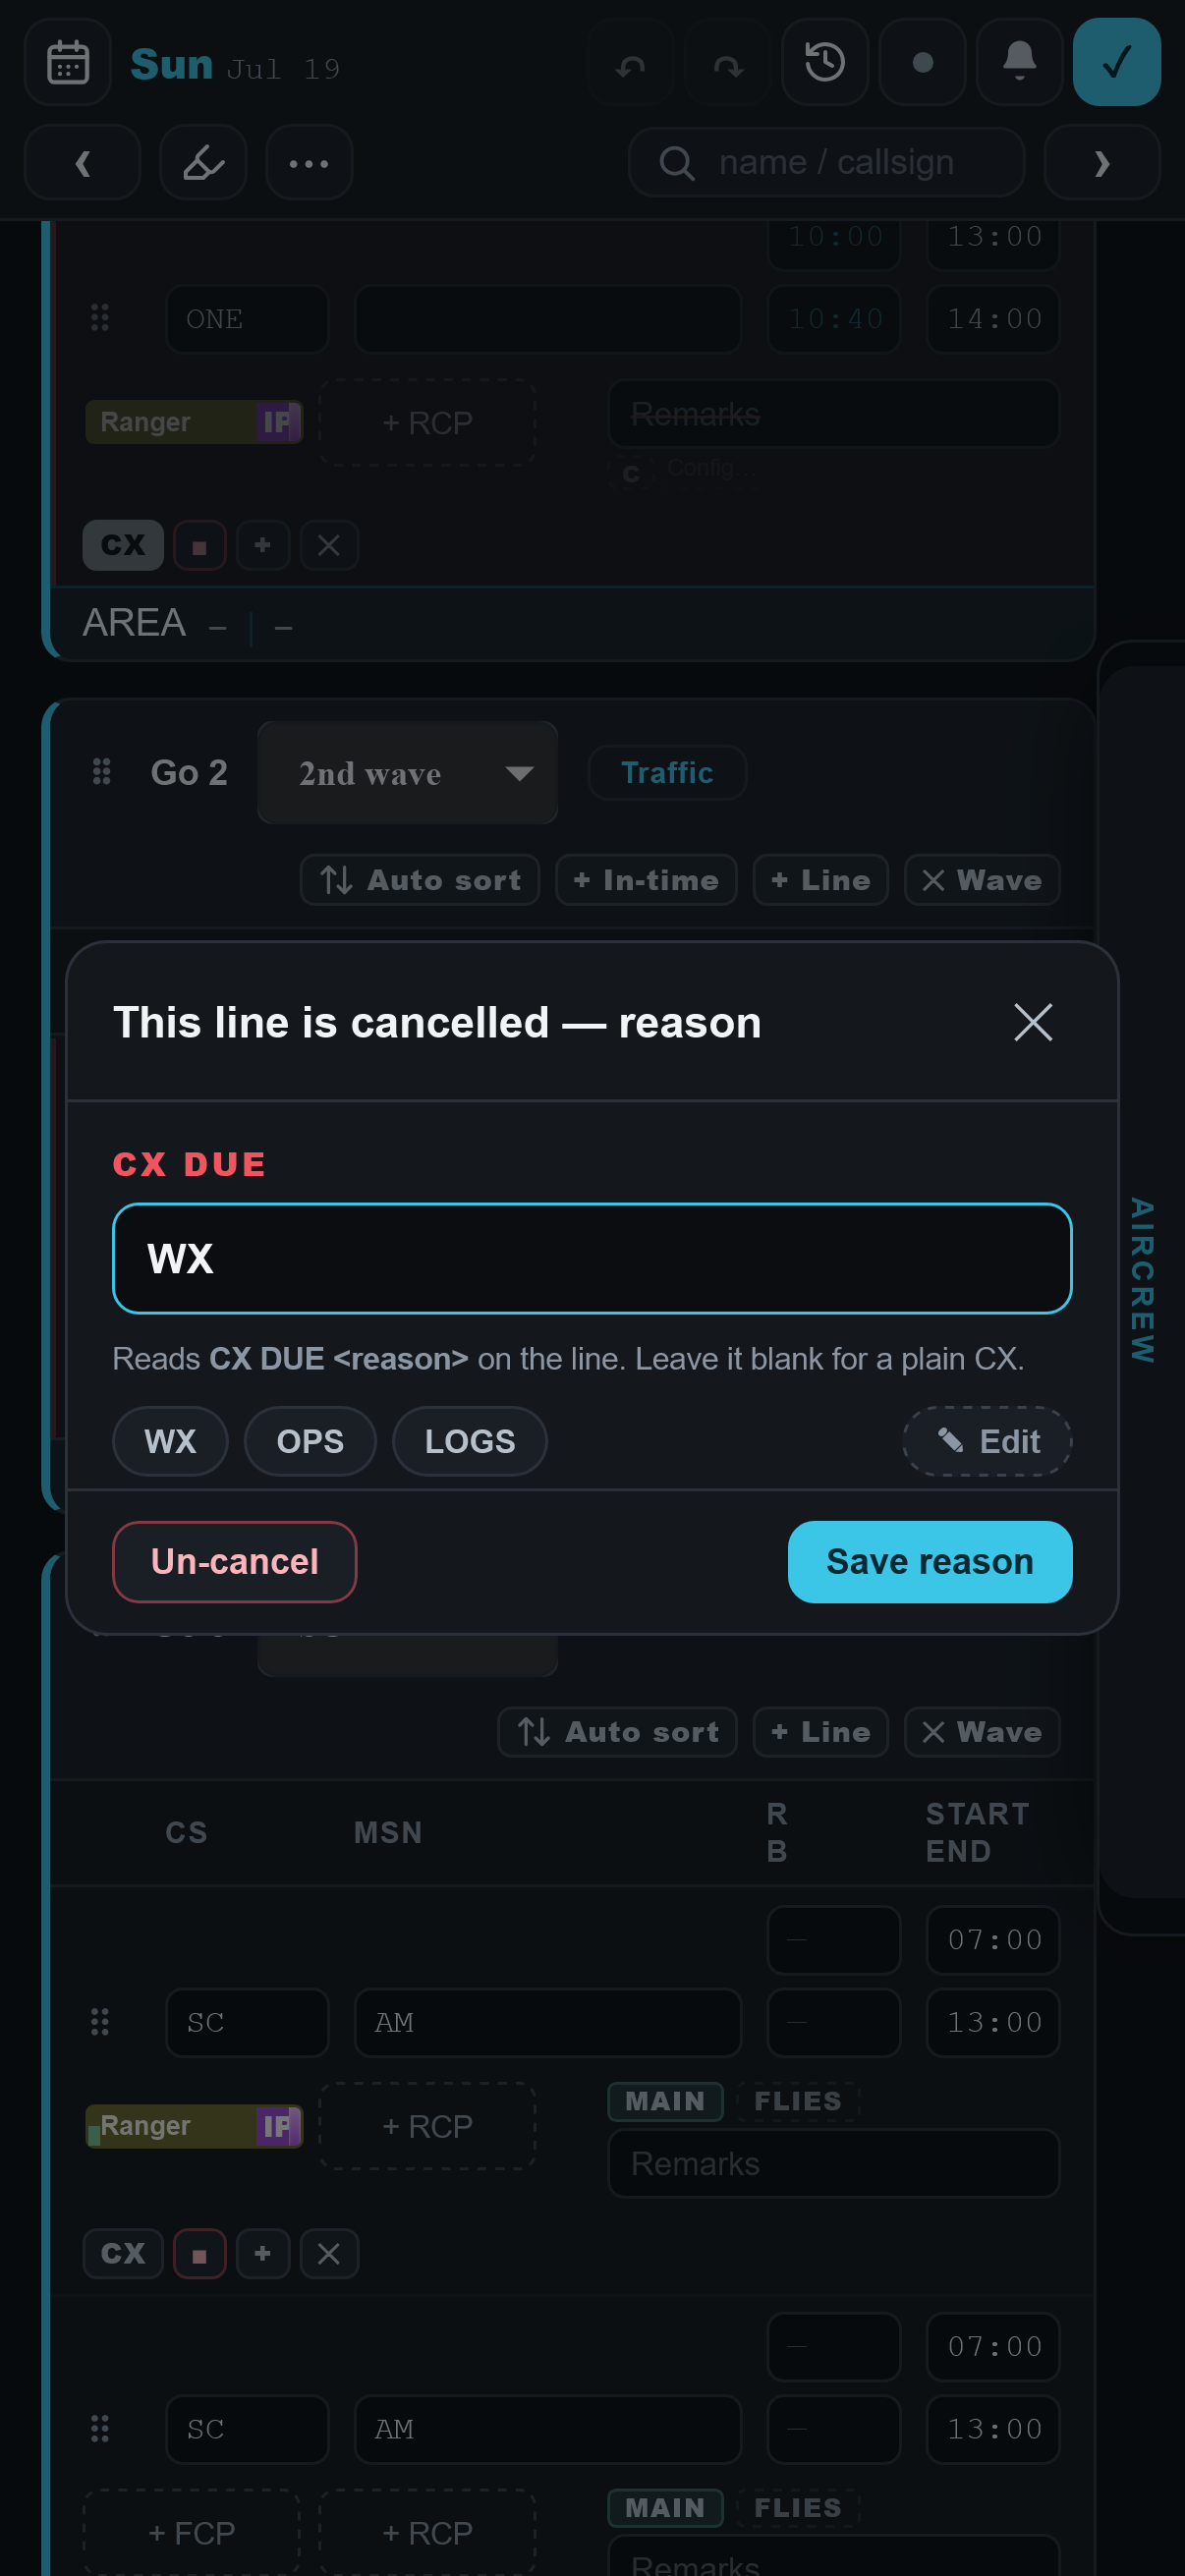 Sun Jul 19
name / callsign
10:00 13:00
ONE 10:40 14:00
Ranger IP + RCP Remarks
C Config...
CX + ×
AREA – | –
Go 2 2nd wave Traffic
Auto sort + In-time + Line × Wave
This line is cancelled — reason
CX DUE
WX
AIRCREW
Reads CX DUE <reason> on the line. Leave it blank for a plain CX.
WX OPS LOGS Edit
Un-cancel Save reason
Auto sort + Line × Wave
CS MSN R START
B END
— 07:00
SC AM — 13:00
Ranger IP + RCP MAIN FLIES
Remarks
CX + ×
— 07:00
SC AM — 13:00
+ FCP + RCP MAIN FLIES
Remarks